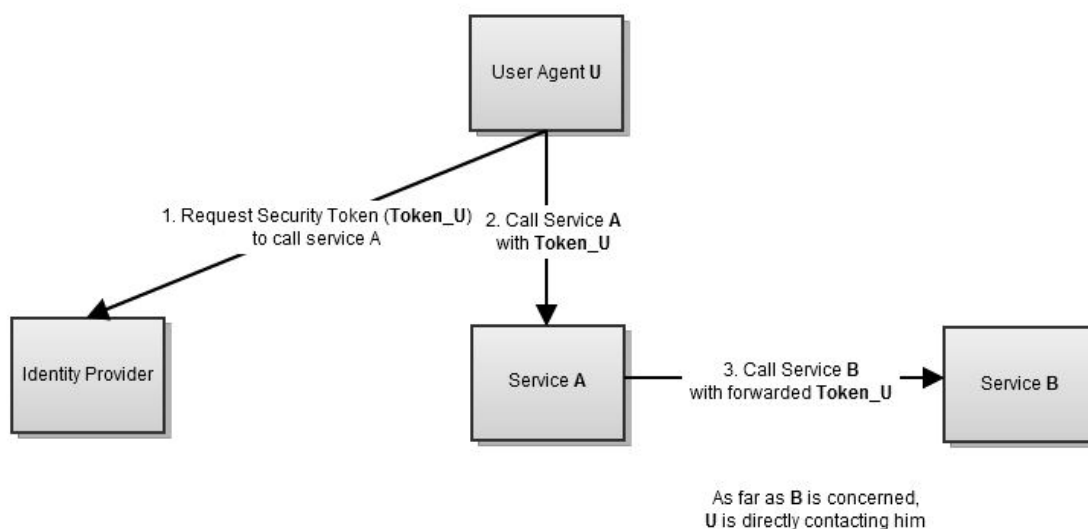 User Agent U
1. Request Security Token (Token_U)
to call service A
2. Call Service A
with Token_U
Identity Provider
Service A
3. Call Service B
with forwarded Token_U
Service B
As far as B is concerned,
U is directly contacting him